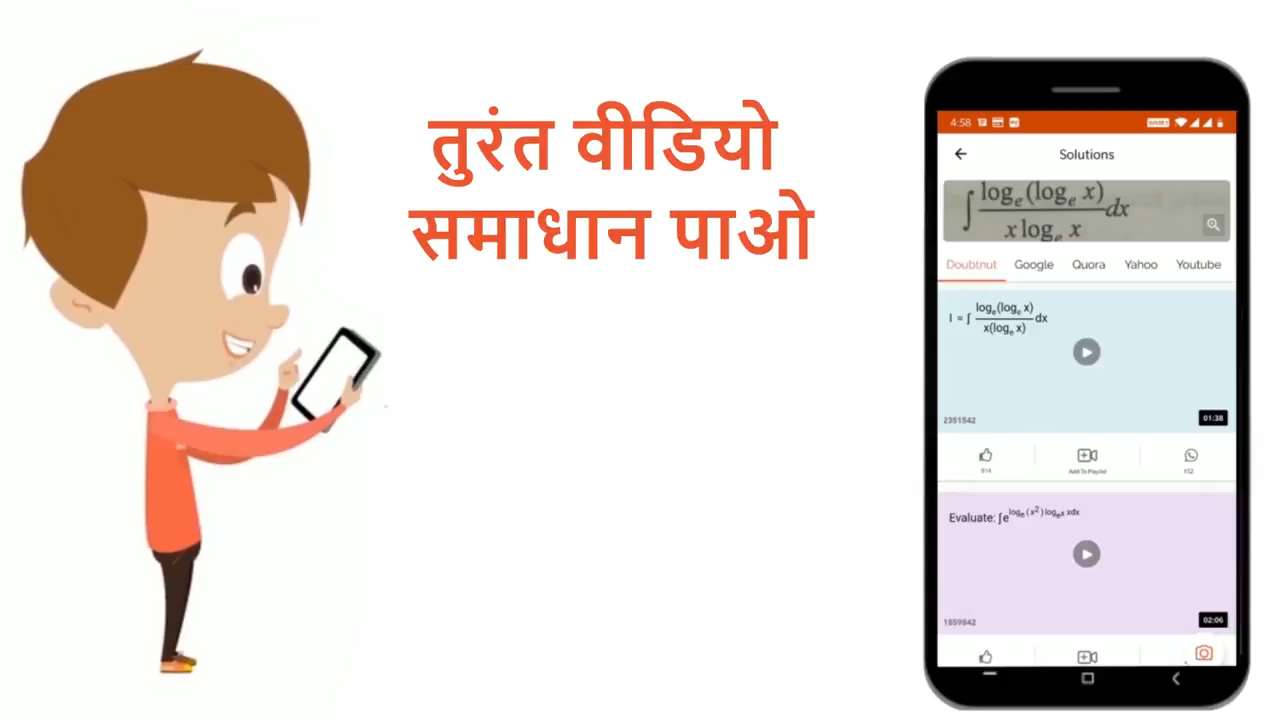 तुरंत वीडियो
समाधान पाओ
4:58
Solutions
∫ logₑ(logₑ x) / x logₑ x dx
Doubtnut Google Quora Yahoo Youtube
I = ∫ logₑ(logₑ x) / x(logₑ x) dx
2351542
01:38
914
Add To Playlist
152
Evaluate: ∫e^logₑ(x²) logₑx xdx
1859842
02:06